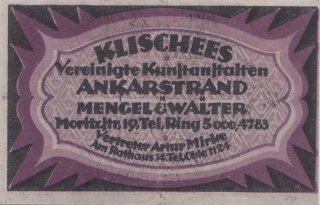 KLISCHEES
Vereinigte Kunstanstalten
ANKARSTRAND
MENGEL & WALTER
Moritzstr. 19. Tel. Ring 5000/4783
Vertreter Artur
Am Rathaus 14. Tel. Ohle 1124